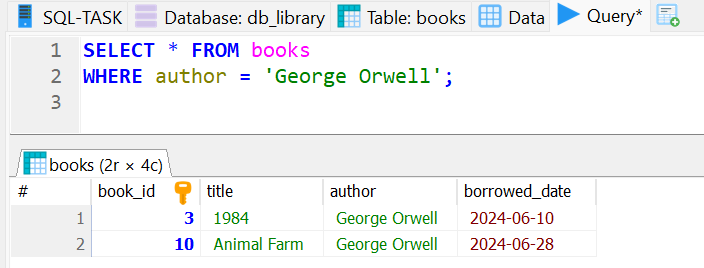 SQL-TASK Database: db_library Table: books Data Query*
1 SELECT * FROM books
2 WHERE author = 'George Orwell';
3
books (2r × 4c)
# book_id title author borrowed_date
1 3 1984 George Orwell 2024-06-10
2 10 Animal Farm George Orwell 2024-06-28